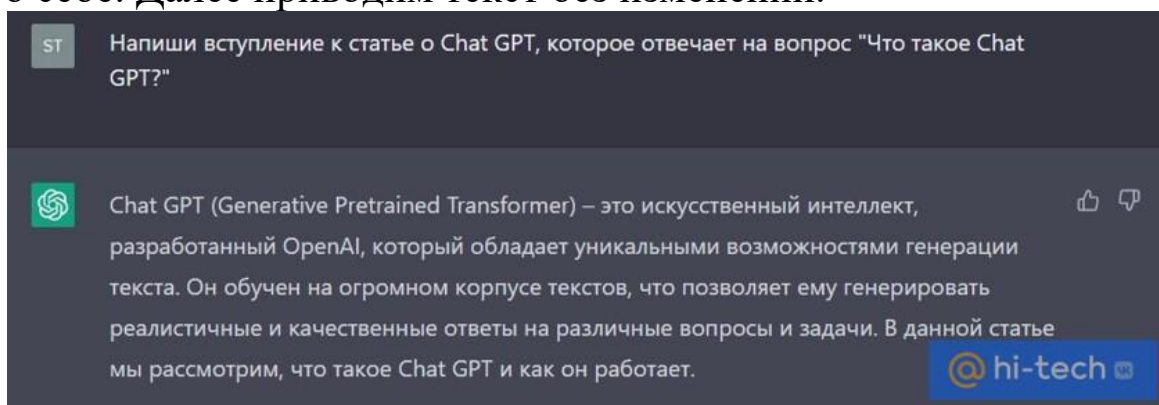 о себе. Далее приводим текст без изменений.
ST
Напиши вступление к статье о Chat GPT, которое отвечает на вопрос "Что такое Chat
GPT?"
Chat GPT (Generative Pretrained Transformer) – это искусственный интеллект,
разработанный OpenAI, который обладает уникальными возможностями генерации
текста. Он обучен на огромном корпусе текстов, что позволяет ему генерировать
реалистичные и качественные ответы на различные вопросы и задачи. В данной статье
мы рассмотрим, что такое Chat GPT и как он работает.
@ hi-tech